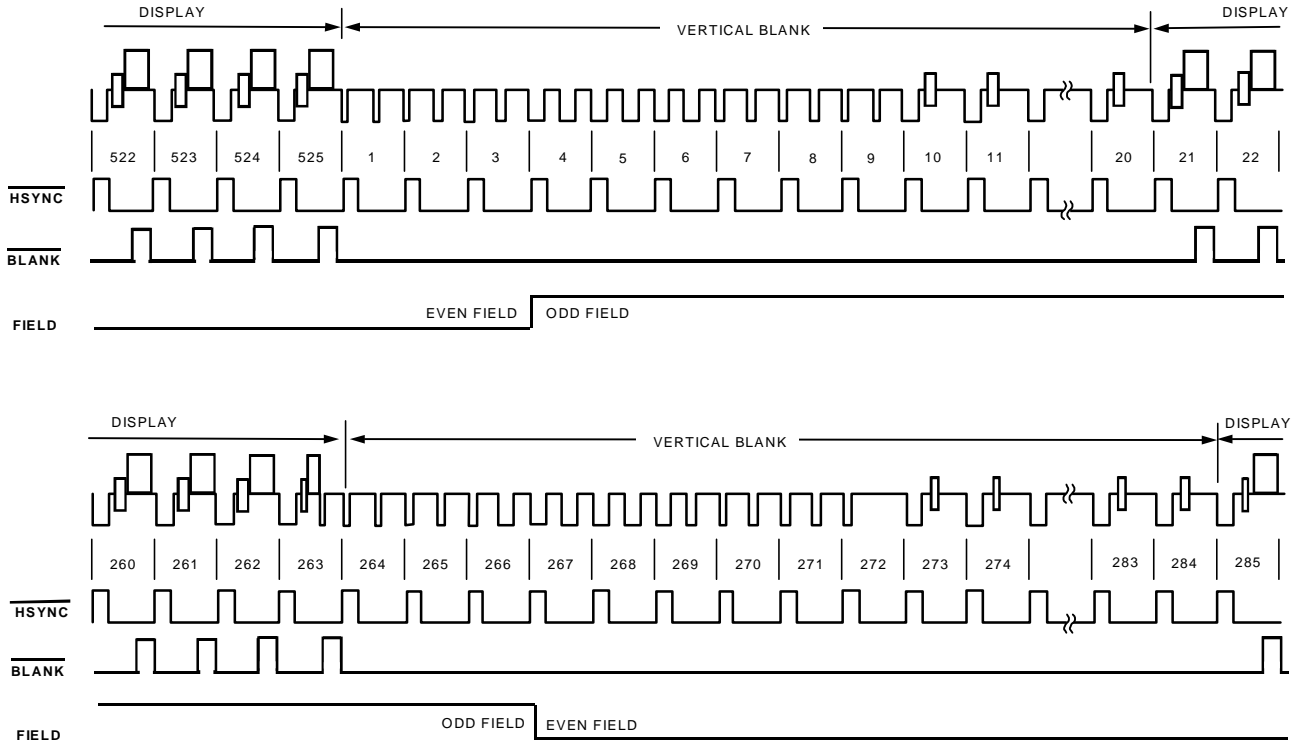 DISPLAY VERTICAL BLANK DISPLAY
522 523 524 525 1 2 3 4 5 6 7 8 9 10 11 20 21 22
HSYNC
BLANK
EVEN FIELD ODD FIELD
FIELD
DISPLAY VERTICAL BLANK DISPLAY
260 261 262 263 264 265 266 267 268 269 270 271 272 273 274 283 284 285
HSYNC
BLANK
ODD FIELD EVEN FIELD
FIELD